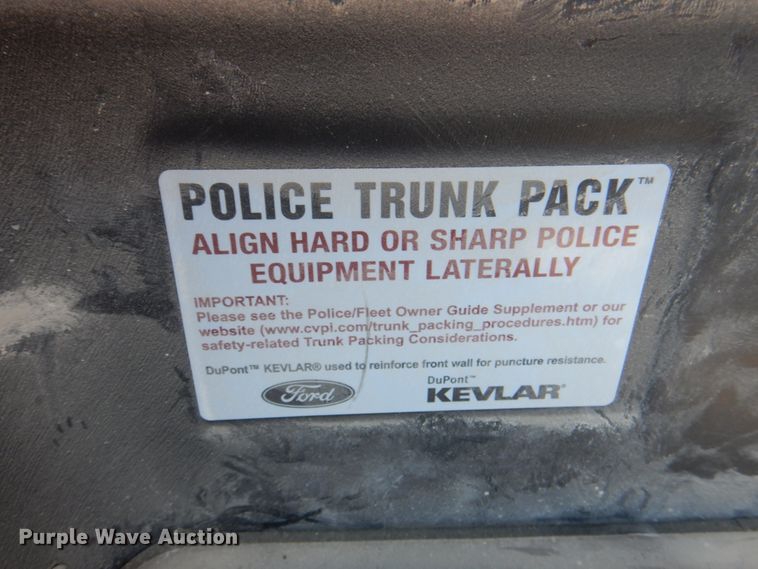 POLICE TRUNK PACK™
ALIGN HARD OR SHARP POLICE
EQUIPMENT LATERALLY
IMPORTANT:
Please see the Police/Fleet Owner Guide Supplement or our
website (www.cvpi.com/trunk_packing_procedures.htm) for
safety-related Trunk Packing Considerations.
DuPont™ KEVLAR® used to reinforce front wall for puncture resistance.
Ford
DuPont™
KEVLAR®
Purple Wave Auction